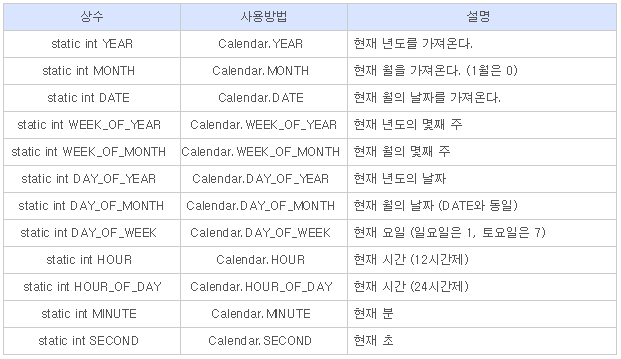 상수 사용방법 설명
static int YEAR Calendar.YEAR 현재 년도를 가져온다.
static int MONTH Calendar.MONTH 현재 월을 가져온다. (1월은 0)
static int DATE Calendar.DATE 현재 월의 날짜를 가져온다.
static int WEEK_OF_YEAR Calendar. WEEK_OF_YEAR 현재 년도의 몇째 주
static int WEEK_OF_MONTH Calendar. WEEK_OF_MONTH 현재 월의 몇째 주
static int DAY_OF_YEAR Calendar.DAY_OF_YEAR 현재 년도의 날짜
static int DAY_OF_MONTH Calendar.DAY_OF_MONTH 현재 월의 날짜 (DATE와 동일)
static int DAY_OF_WEEK Calendar.DAY_OF_WEEK 현재 요일 (일요일은 1, 토요일은 7)
static int HOUR Calendar.HOUR 현재 시간 (12시간제)
static int HOUR_OF_DAY Calendar.HOUR_OF_DAY 현재 시간 (24시간제)
static int MINUTE Calendar.MINUTE 현재 분
static int SECOND Calendar.SECOND 현재 초